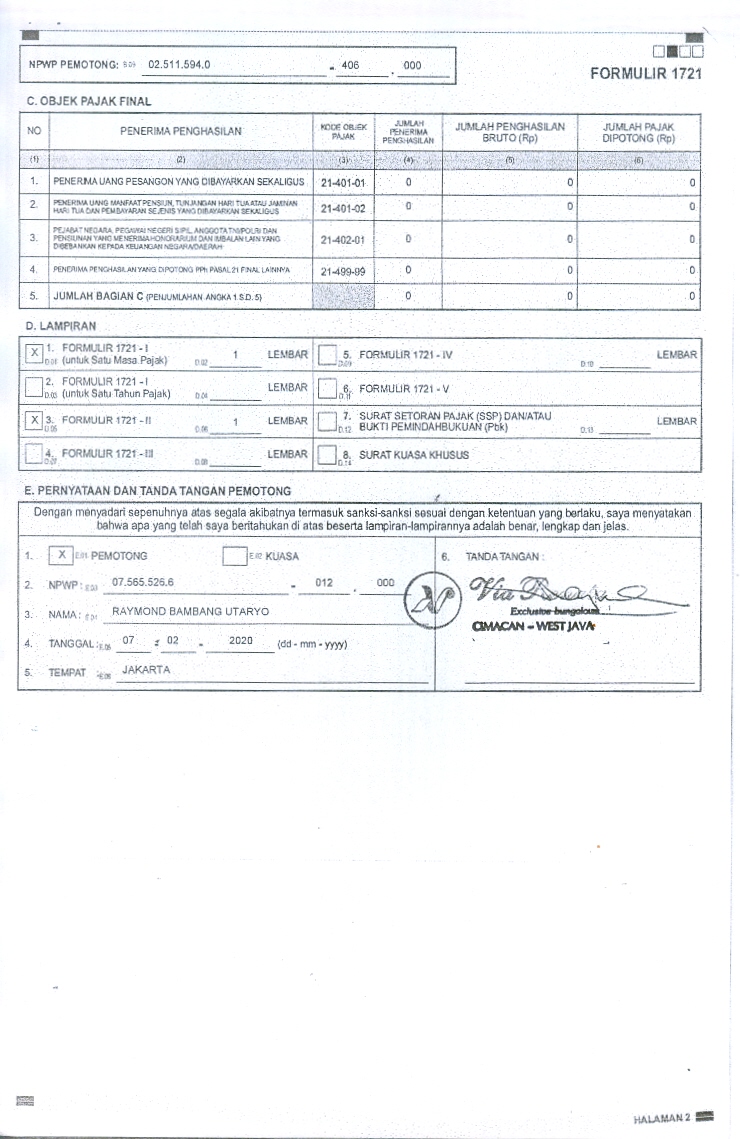 NPWP PEMOTONG: 02.511.594.0 - 406 . 000
FORMULIR 1721
C. OBJEK PAJAK FINAL
NO PENERIMA PENGHASILAN KODE OBJEK PAJAK JUMLAH PENERIMA PENGHASILAN JUMLAH PENGHASILAN BRUTO (Rp) JUMLAH PAJAK DIPOTONG (Rp)
(1) (2) (3) (4) (5) (6)
1. PENERIMA UANG PESANGON YANG DIBAYARKAN SEKALIGUS 21-401-01 0 0 0
2. PENERIMA UANG MANFAAT PENSIUN, TUNJANGAN HARI TUA ATAU JAMINAN HARI TUA DAN PEMBAYARAN SEJENIS YANG DIBAYARKAN SEKALIGUS 21-401-02 0 0 0
3. PEJABAT NEGARA, PEGAWAI NEGERI SIPIL, ANGGOTA TNI/POLRI DAN PENSIUNAN YANG MENERIMA HONORARIUM DAN IMBALAN LAIN YANG DIBEBANKAN KEPADA KEUANGAN NEGARA/DAERAH 21-402-01 0 0 0
4. PENERIMA PENGHASILAN YANG DIPOTONG PPh PASAL 21 FINAL LAINNYA 21-499-99 0 0 0
5. JUMLAH BAGIAN C (PENJUMLAHAN ANGKA 1 S.D. 5) 0 0 0
D. LAMPIRAN
X 1. FORMULIR 1721 - I
D.01 (untuk Satu Masa Pajak) D.02 1 LEMBAR
5. FORMULIR 1721 - IV
D.09 D.10 LEMBAR
2. FORMULIR 1721 - I
D.03 (untuk Satu Tahun Pajak) D.04 LEMBAR
6. FORMULIR 1721 - V
D.11
X 3. FORMULIR 1721 - II
D.05 D.06 1 LEMBAR
7. SURAT SETORAN PAJAK (SSP) DAN/ATAU
D.12 BUKTI PEMINDAHBUKUAN (Pbk) D.13 LEMBAR
4. FORMULIR 1721 - III
D.07 D.08 LEMBAR
8. SURAT KUASA KHUSUS
D.14
E. PERNYATAAN DAN TANDA TANGAN PEMOTONG
Dengan menyadari sepenuhnya atas segala akibatnya termasuk sanksi-sanksi sesuai dengan ketentuan yang berlaku, saya menyatakan
bahwa apa yang telah saya beritahukan di atas beserta lampiran-lampirannya adalah benar, lengkap dan jelas.
1. X E.01 PEMOTONG E.02 KUASA
6. TANDA TANGAN :
2. NPWP : E.03 07.565.526.6 - 012 . 000
3. NAMA : E.04 RAYMOND BAMBANG UTARYO
4. TANGGAL : E.05 07 - 02 - 2020 (dd - mm - yyyy)
5. TEMPAT : E.06 JAKARTA
Via
Exclusive bungalows
CIMACAN - WEST JAVA
HALAMAN 2